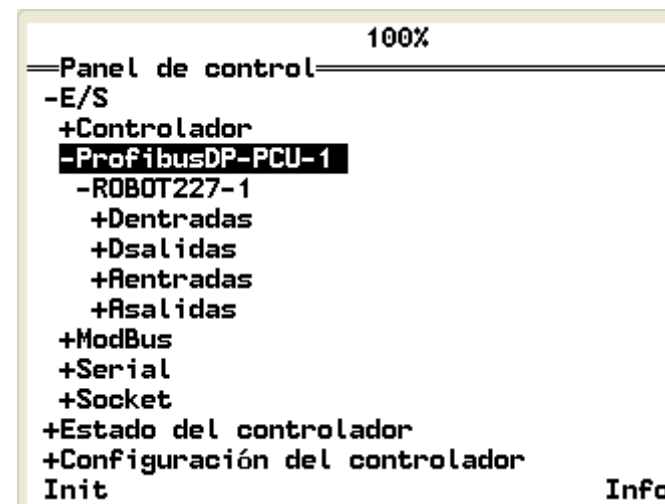 100%
Panel de control
-E/S
+Controlador
-ProfibusDP-PCU-1
-ROBOT227-1
+Dentradas
+Dsalidas
+Aentradas
+Asalidas
+ModBus
+Serial
+Socket
+Estado del controlador
+Configuración del controlador
Init Info